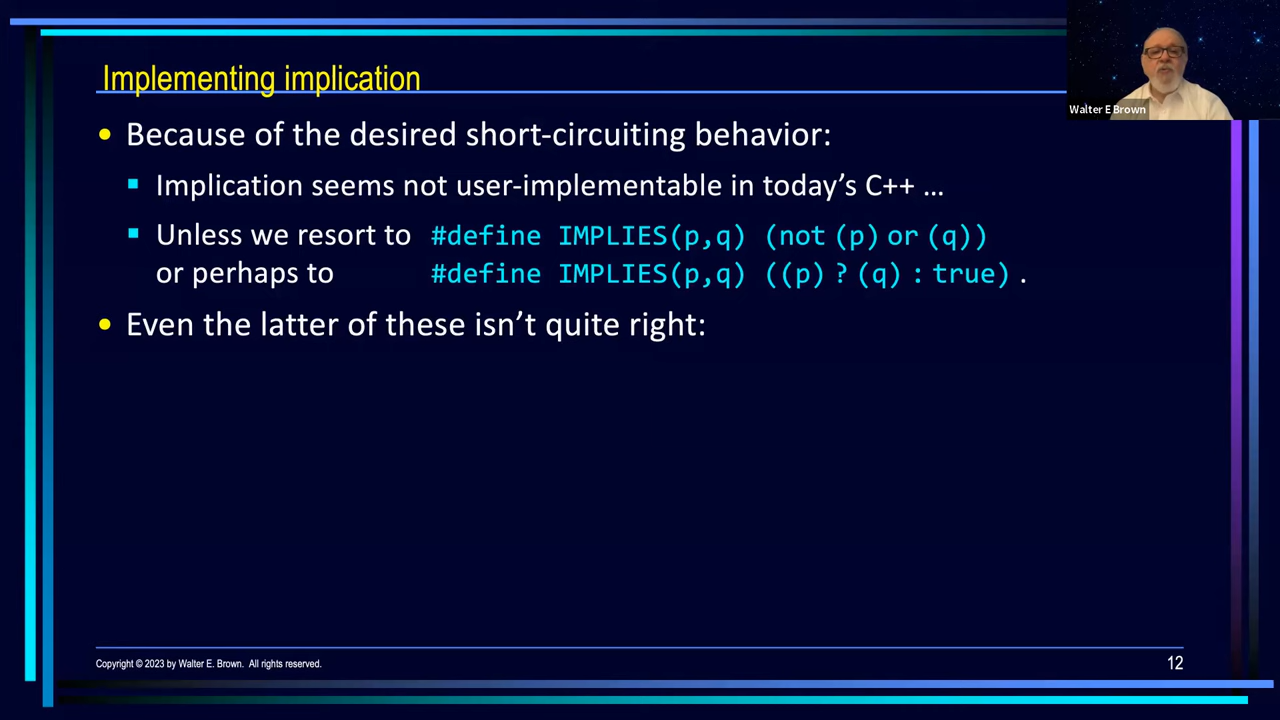 Implementing implication
• Because of the desired short-circuiting behavior:
▪ Implication seems not user-implementable in today’s C++ …
▪ Unless we resort to #define IMPLIES(p,q) (not (p) or (q))
or perhaps to #define IMPLIES(p,q) ((p) ? (q) : true) .
• Even the latter of these isn’t quite right:
Walter E Brown
Copyright © 2023 by Walter E. Brown. All rights reserved.
12